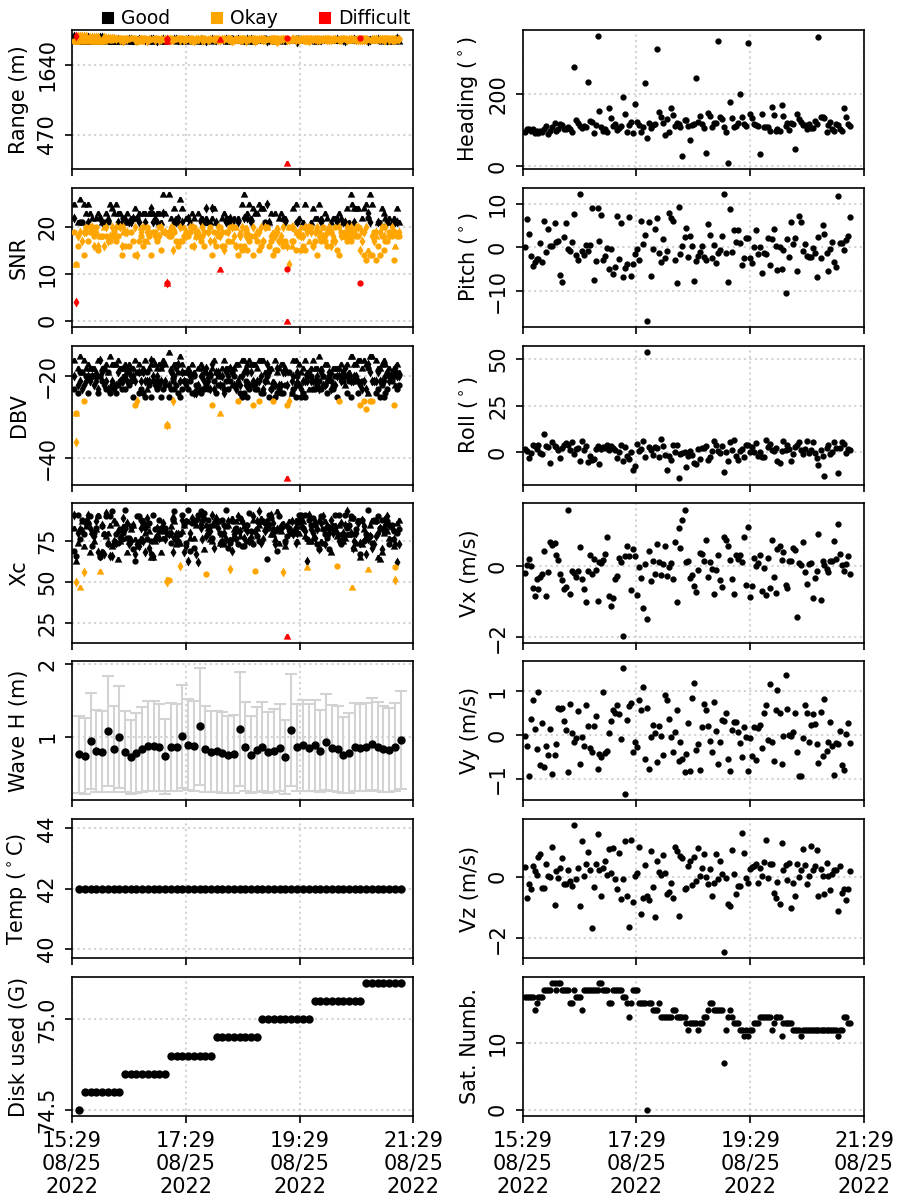 Good Okay Difficult
Range (m)
1640
470
Heading (°)
200
0
SNR
20
10
0
Pitch (°)
10
0
−10
DBV
−20
−40
Roll (°)
50
25
0
Xc
75
50
25
Vx (m/s)
0
−2
Wave H (m)
2
1
Vy (m/s)
1
0
−1
Temp (°C)
44
42
40
Vz (m/s)
0
−2
Disk used (G)
75.0
74.5
Sat. Numb.
10
0
15:29 17:29 19:29 21:29
08/25 08/25 08/25 08/25
2022 2022 2022 2022
15:29 17:29 19:29 21:29
08/25 08/25 08/25 08/25
2022 2022 2022 2022